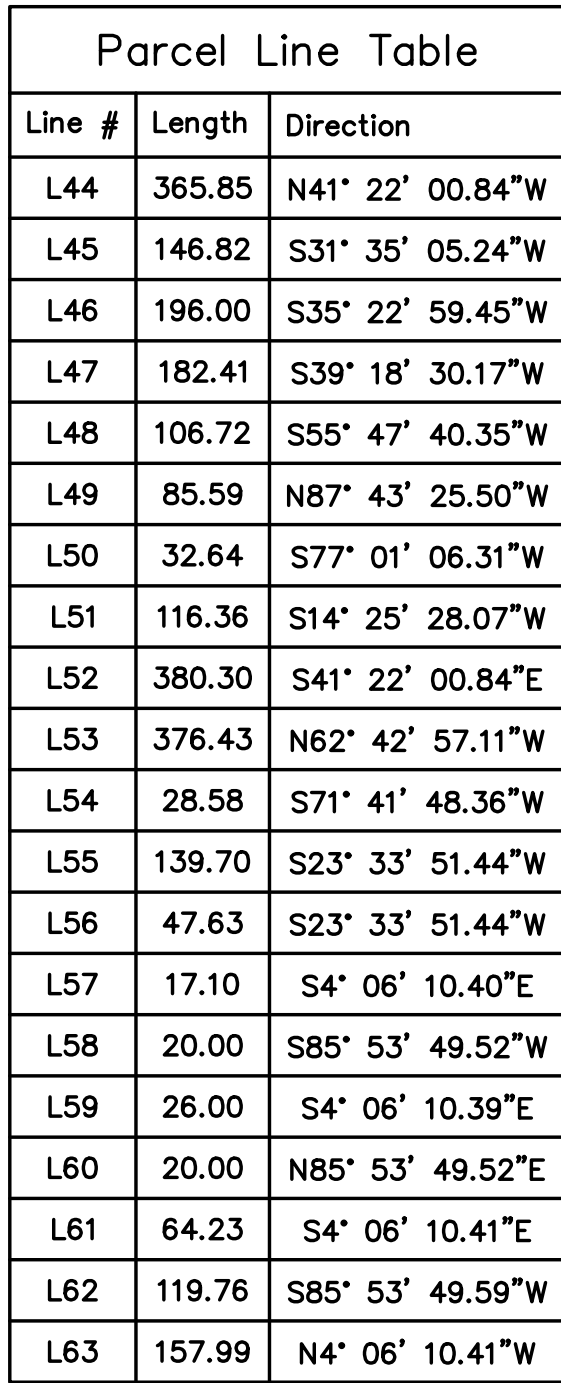 Parcel Line Table
Line # Length Direction
L44 365.85 N41° 22' 00.84"W
L45 146.82 S31° 35' 05.24"W
L46 196.00 S35° 22' 59.45"W
L47 182.41 S39° 18' 30.17"W
L48 106.72 S55° 47' 40.35"W
L49 85.59 N87° 43' 25.50"W
L50 32.64 S77° 01' 06.31"W
L51 116.36 S14° 25' 28.07"W
L52 380.30 S41° 22' 00.84"E
L53 376.43 N62° 42' 57.11"W
L54 28.58 S71° 41' 48.36"W
L55 139.70 S23° 33' 51.44"W
L56 47.63 S23° 33' 51.44"W
L57 17.10 S4° 06' 10.40"E
L58 20.00 S85° 53' 49.52"W
L59 26.00 S4° 06' 10.39"E
L60 20.00 N85° 53' 49.52"E
L61 64.23 S4° 06' 10.41"E
L62 119.76 S85° 53' 49.59"W
L63 157.99 N4° 06' 10.41"W